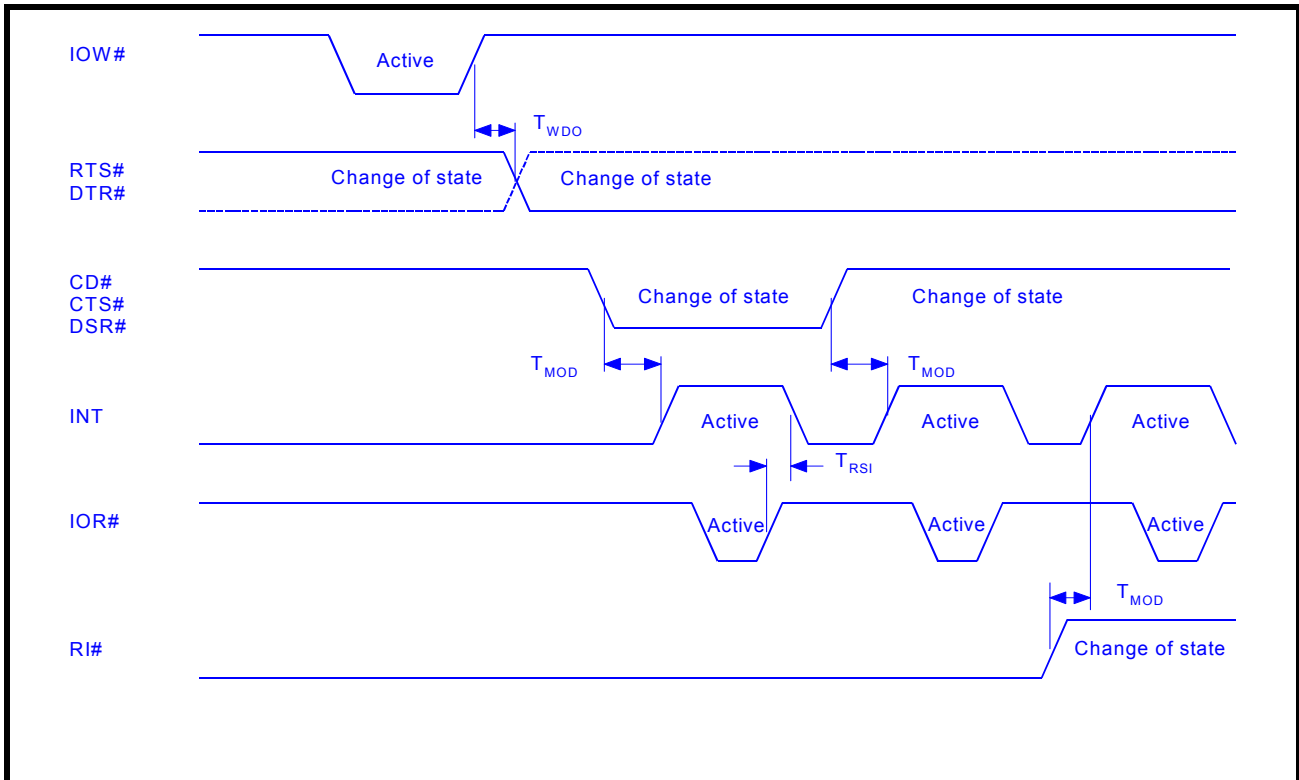 IOW#
Active
TWDO
RTS#
DTR#
Change of state
Change of state
CD#
CTS#
DSR#
Change of state
Change of state
TMOD
TMOD
INT
Active
Active
Active
TRSI
IOR#
Active
Active
Active
TMOD
RI#
Change of state